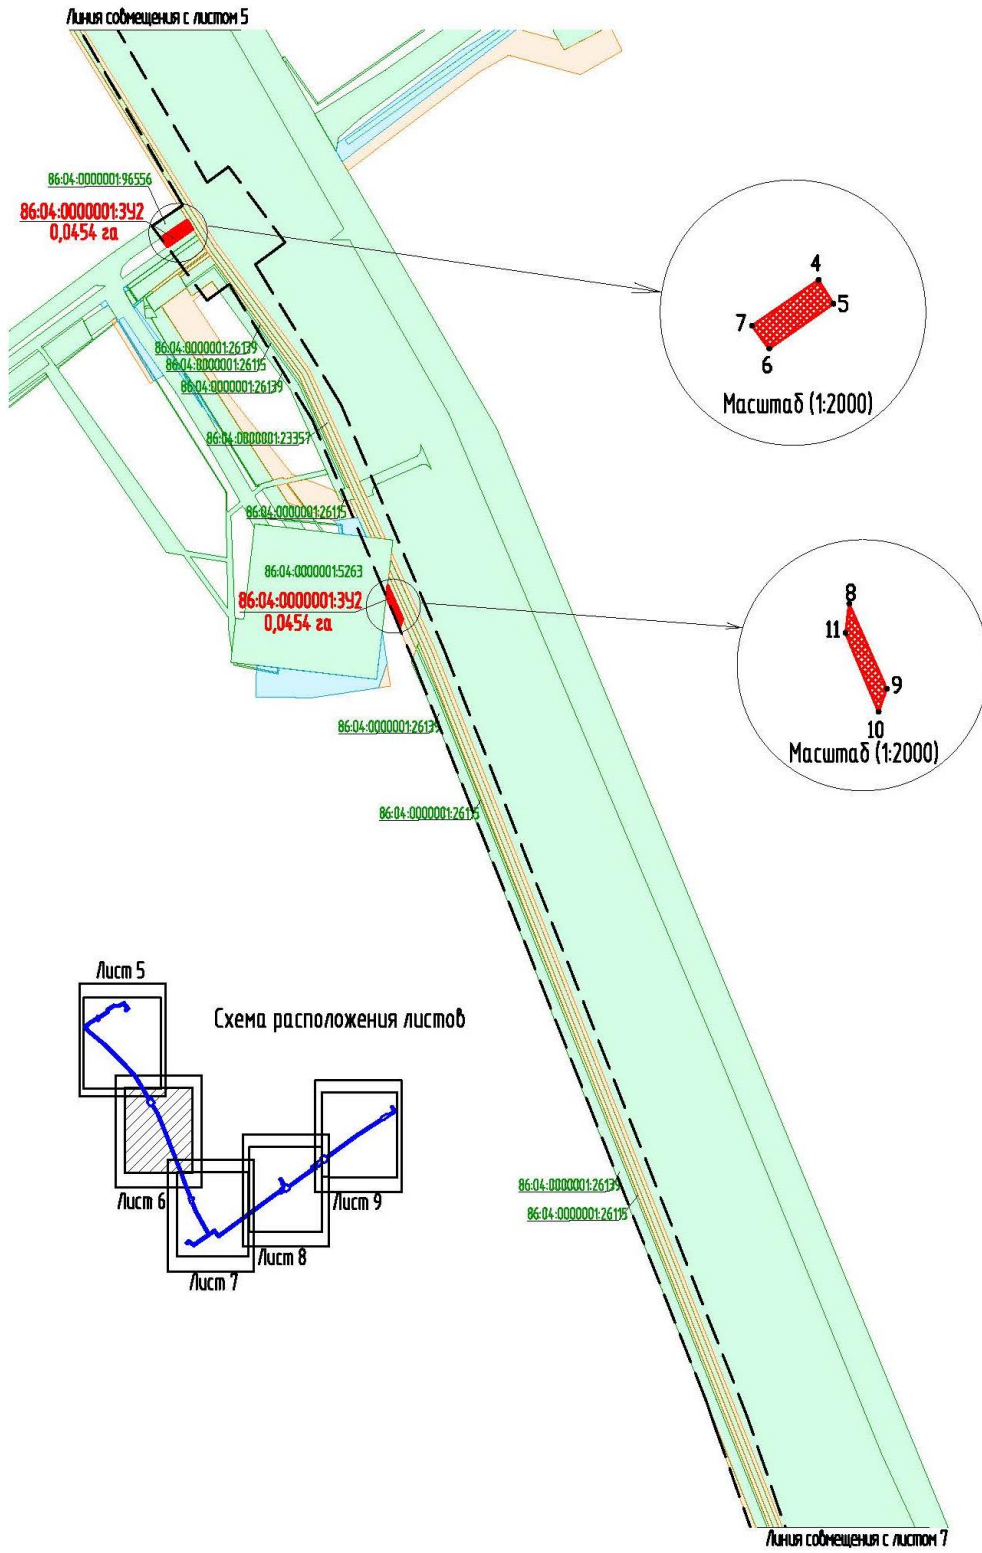 Линия совмещения с листом 5
86:04:0000001:96556
86:04:0000001:ЗУ2
0,0454 га
4
5
7
6
Масштаб (1:2000)
86:04:0000001:26139
86:04:0000001:26115
86:04:0000001:26139
86:04:0000001:23357
86:04:0000001:26115
86:04:0000001:5263
86:04:0000001:ЗУ2
0,0454 га
8
11
9
10
Масштаб (1:2000)
86:04:0000001:26139
86:04:0000001:26115
Лист 5
Схема расположения листов
Лист 6
Лист 9
Лист 8
Лист 7
86:04:0000001:26139
86:04:0000001:26115
Линия совмещения с листом 7